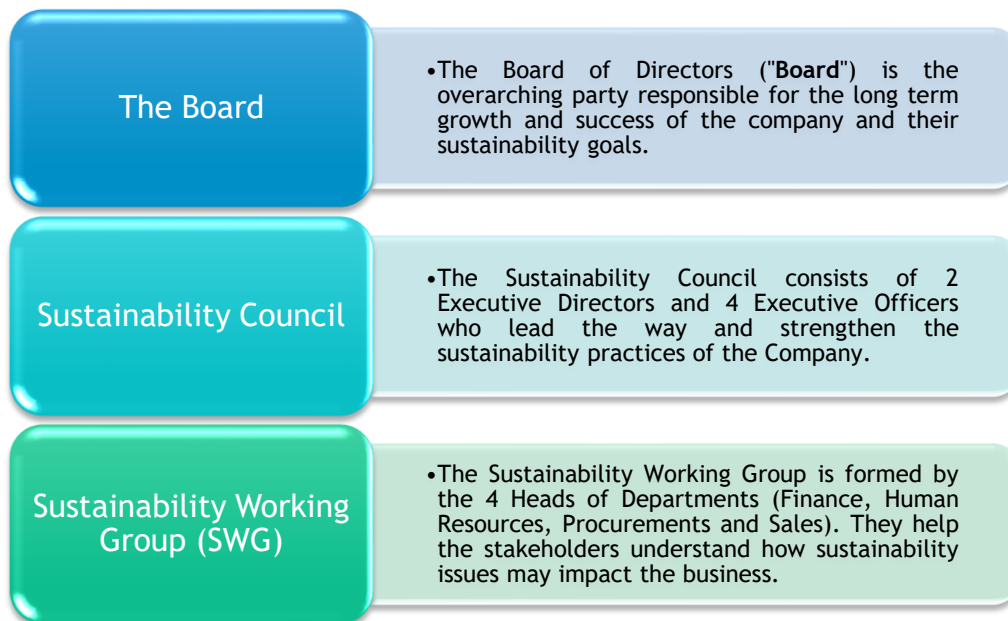 The Board
•The Board of Directors ("Board") is the
overarching party responsible for the long term
growth and success of the company and their
sustainability goals.
Sustainability Council
•The Sustainability Council consists of 2
Executive Directors and 4 Executive Officers
who lead the way and strengthen the
sustainability practices of the Company.
Sustainability Working
Group (SWG)
•The Sustainability Working Group is formed by
the 4 Heads of Departments (Finance, Human
Resources, Procurements and Sales). They help
the stakeholders understand how sustainability
issues may impact the business.